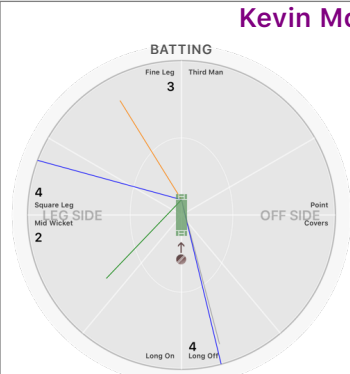 Kevin Mc
BATTING
Fine Leg Third Man
3
4
Square Leg Point
LEG SIDE OFF SIDE
Mid Wicket Covers
2
4
Long On Long Off